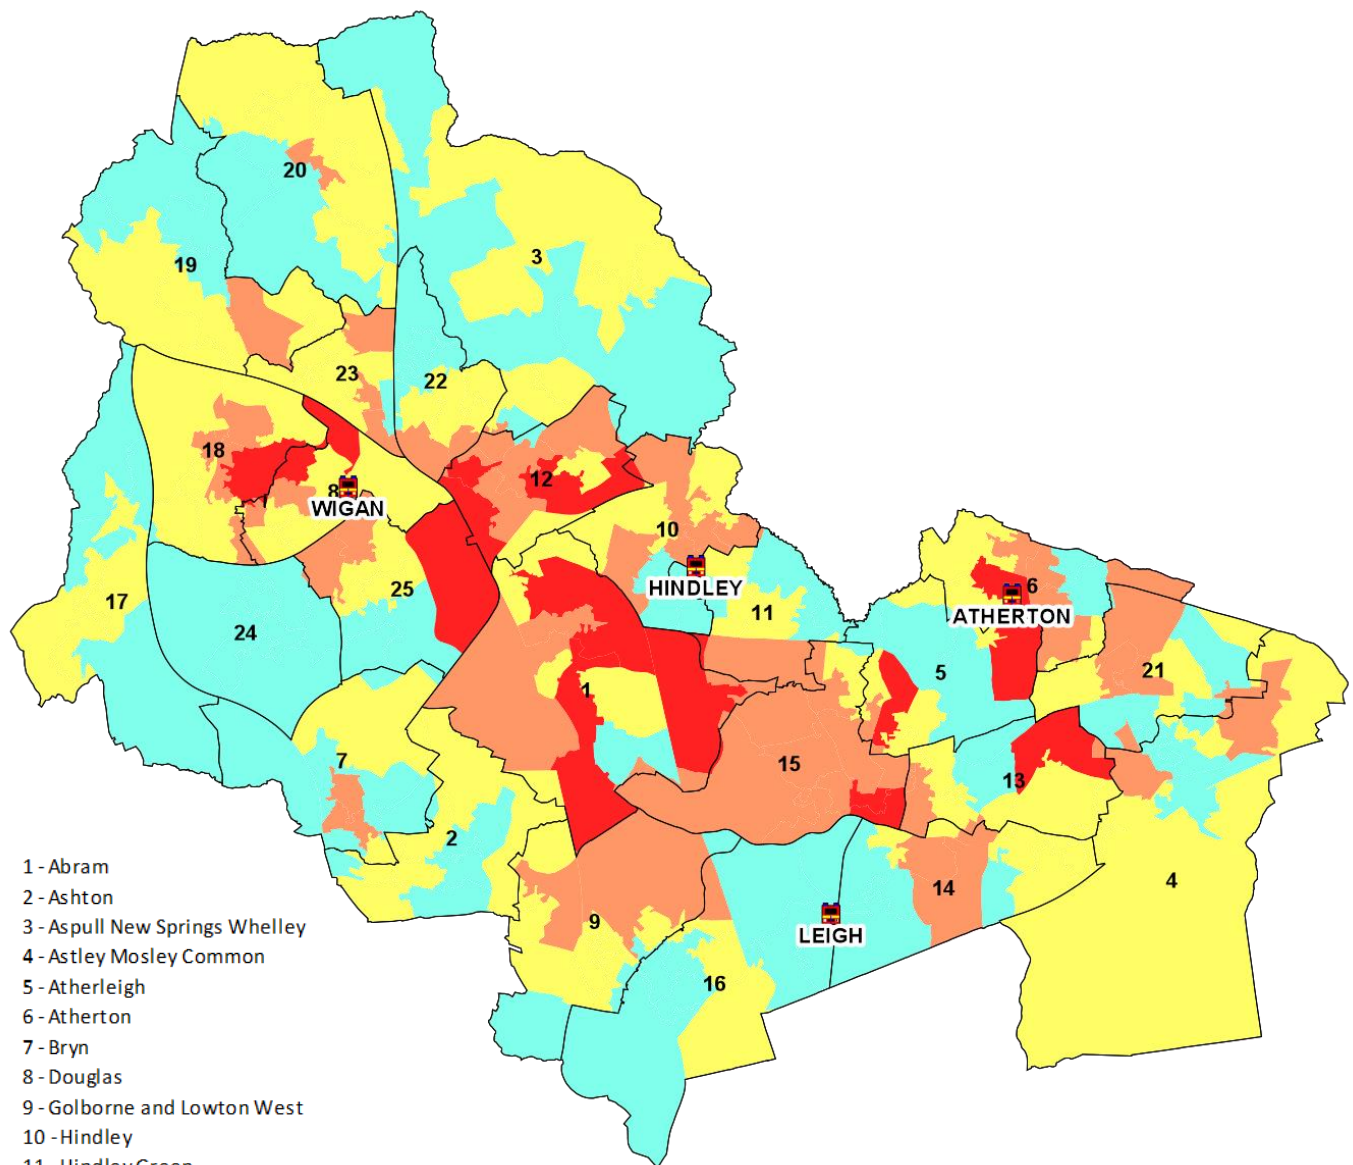 20
3
19
23
22
18
12
8
WIGAN
10
HINDLEY
6
ATHERTON
17
25
11
24
5
21
1
15
7
13
2
4
14
9
LEIGH
16
1 - Abram
2 - Ashton
3 - Aspull New Springs Whelley
4 - Astley Mosley Common
5 - Atherleigh
6 - Atherton
7 - Bryn
8 - Douglas
9 - Golborne and Lowton West
10 - Hindley
11 - Hindley Green